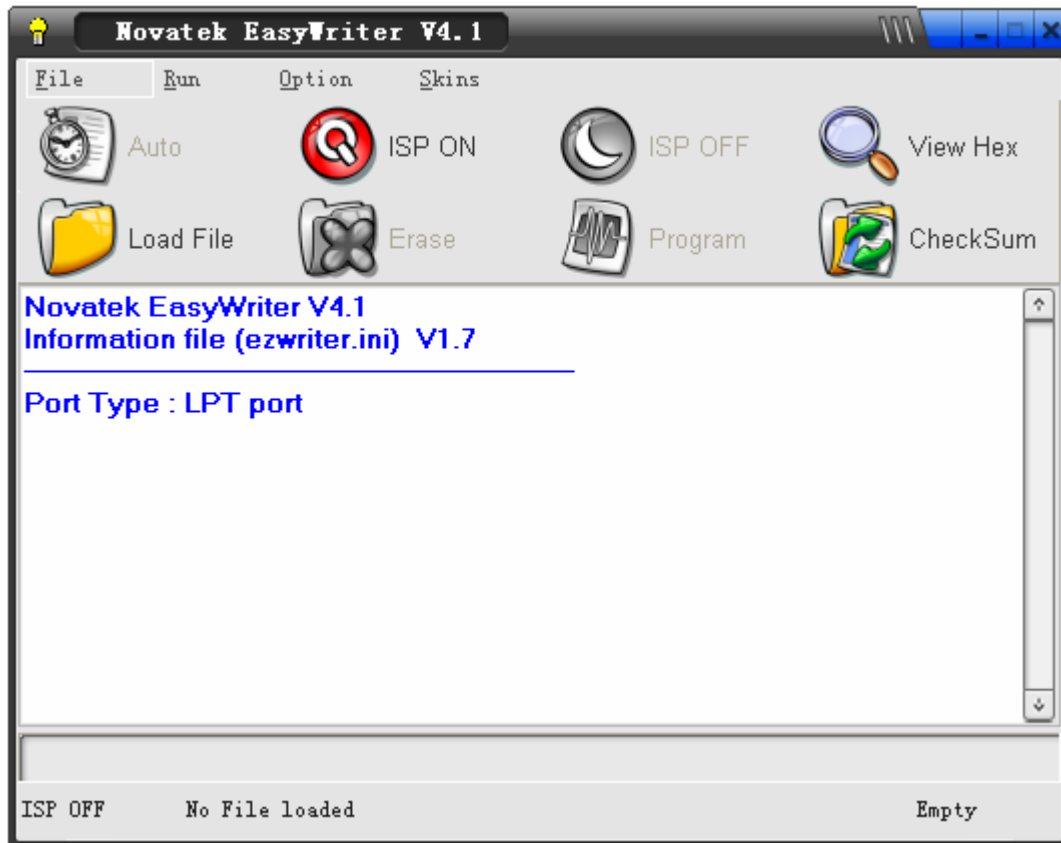 Novatek EasyWriter V4.1
File Run Option Skins
Auto ISP ON ISP OFF View Hex
Load File Erase Program CheckSum
Novatek EasyWriter V4.1
Information file (ezwriter.ini) V1.7
Port Type : LPT port
ISP OFF No File loaded Empty